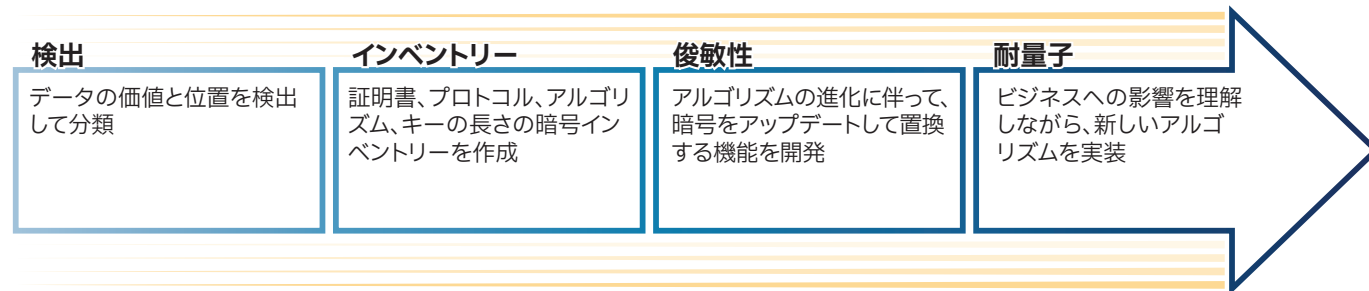 検出
データの価値と位置を検出
して分類
インベントリー
証明書、プロトコル、アルゴリ
ズム、キーの長さの暗号イン
ベントリーを作成
俊敏性
アルゴリズムの進化に伴って、
暗号をアップデートして置換
する機能を開発
耐量子
ビジネスへの影響を理解
しながら、新しいアルゴ
リズムを実装